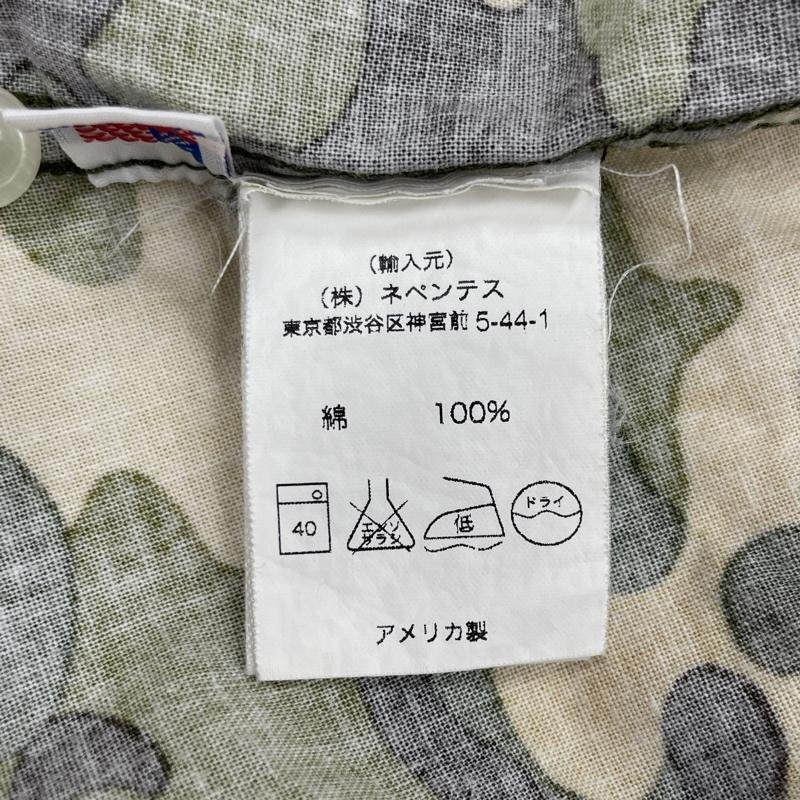 （輸入元）
（株）ネペンテス
東京都渋谷区神宮前 5-44-1
綿 100%
40 エンソ サラシ 低 ドライ
アメリカ製